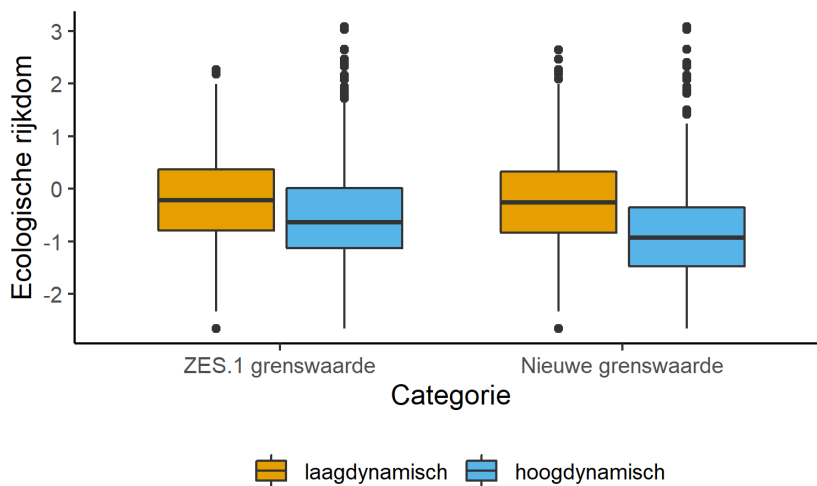 Ecologische rijkdom
3
2
1
0
-1
-2
ZES.1 grenswaarde
Nieuwe grenswaarde
Categorie
laagdynamisch
hoogdynamisch